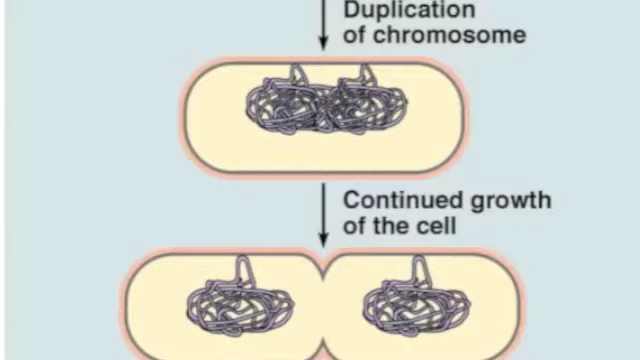 Duplication
of chromosome
Continued growth
of the cell